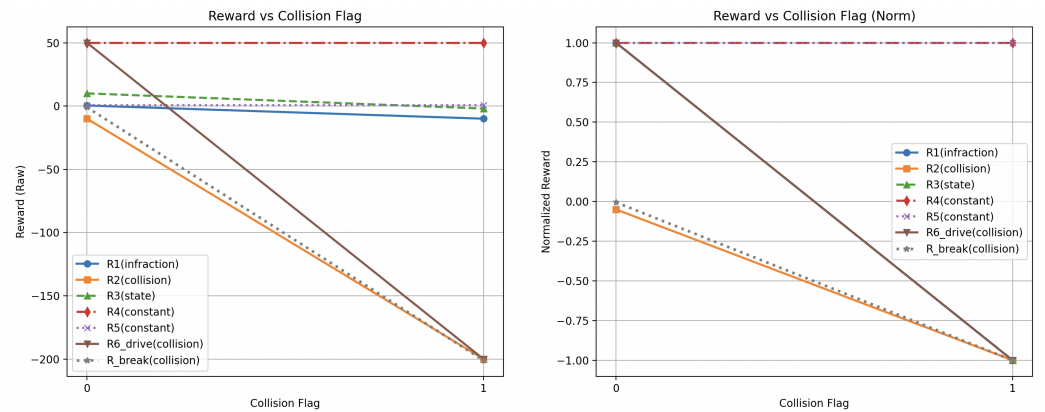 Reward vs Collision Flag
50
0
−50
−100
−150
−200
Reward (Raw)
R1(infraction)
R2(collision)
R3(state)
R4(constant)
R5(constant)
R6_drive(collision)
R_break(collision)
0
1
Collision Flag
Reward vs Collision Flag (Norm)
1.00
0.75
0.50
0.25
0.00
−0.25
−0.50
−0.75
−1.00
Normalized Reward
R1(infraction)
R2(collision)
R3(state)
R4(constant)
R5(constant)
R6_drive(collision)
R_break(collision)
0
1
Collision Flag